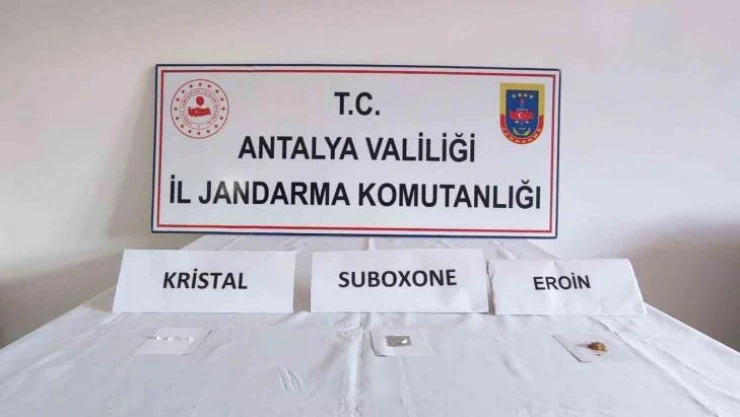 T.C.
ANTALYA VALİLİĞİ
İL JANDARMA KOMUTANLIĞI
KRİSTAL
SUBOXONE
EROİN